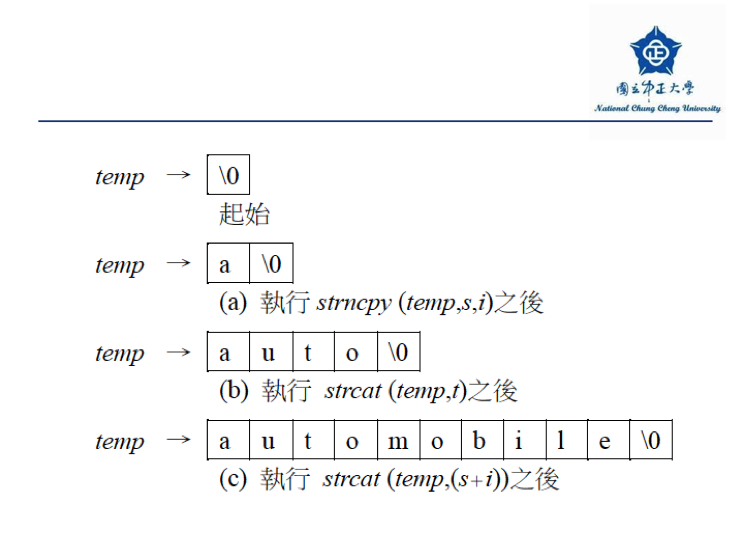 國立中正大學
National Chung Cheng University
temp → \0
起始
temp → a \0
(a) 執行 strncpy (temp,s,i)之後
temp → a u t o \0
(b) 執行 strcat (temp,t)之後
temp → a u t o m o b i l e \0
(c) 執行 strcat (temp,(s+i))之後